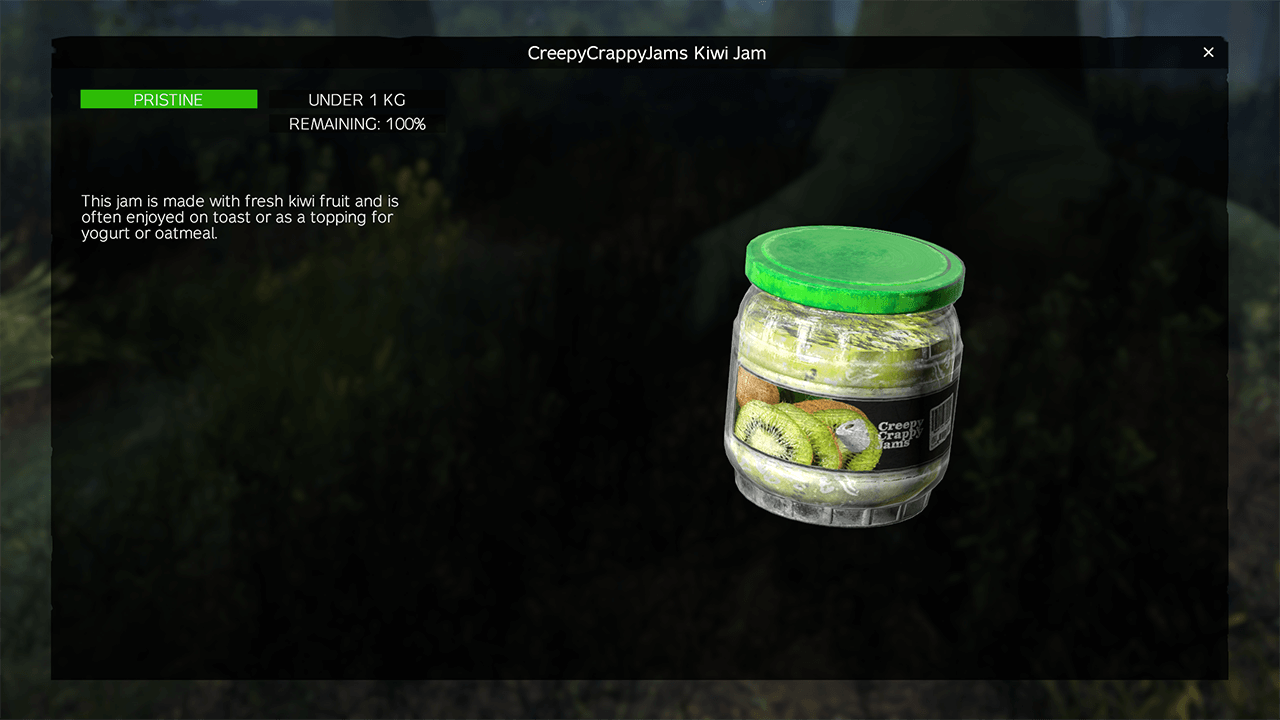 CreepyCrappyJams Kiwi Jam
PRISTINE
UNDER 1 KG
REMAINING: 100%
This jam is made with fresh kiwi fruit and is
often enjoyed on toast or as a topping for
yogurt or oatmeal.
Creepy
Crappy
Jams